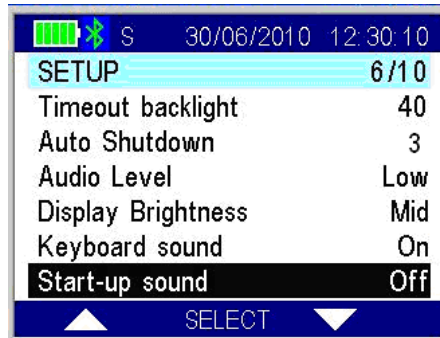 S 30/06/2010 12:30:10
SETUP 6/10
Timeout backlight 40
Auto Shutdown 3
Audio Level Low
Display Brightness Mid
Keyboard sound On
Start-up sound Off
SELECT